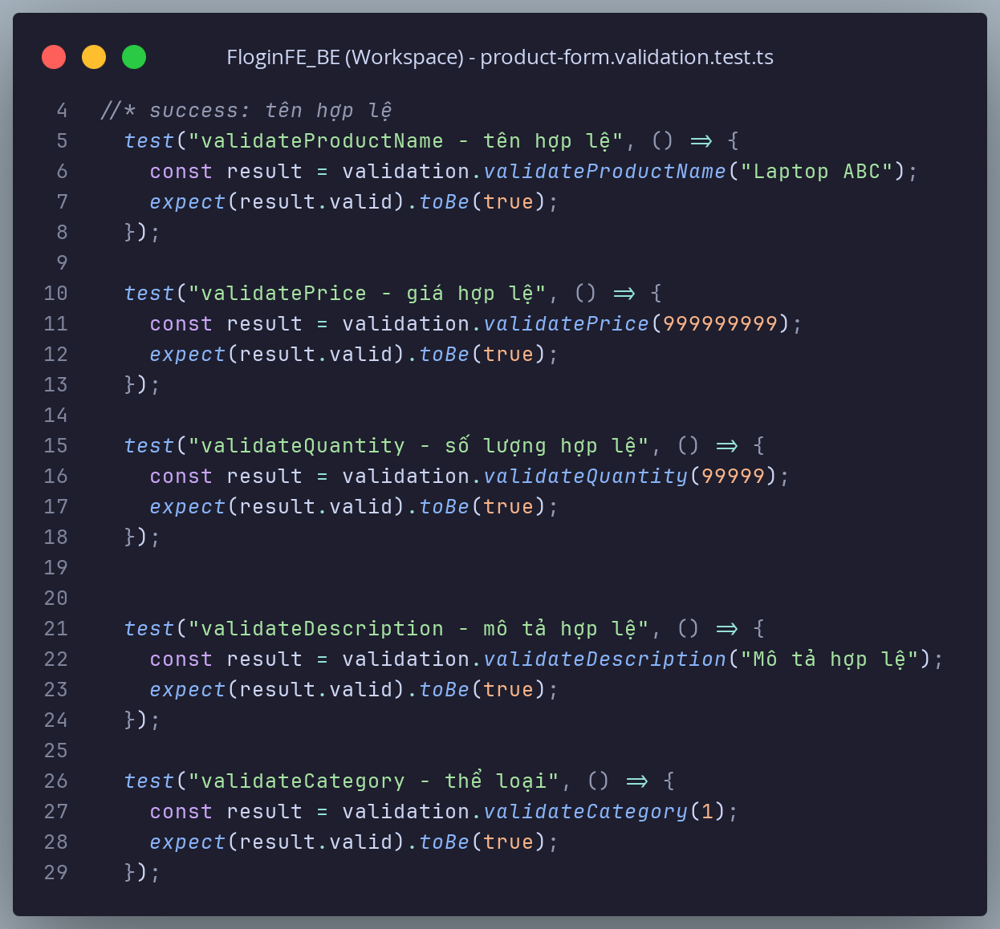 FloginFE_BE (Workspace) - product-form.validation.test.ts
4 //* success: tên hợp lệ
5 test("validateProductName - tên hợp lệ", () => {
6 const result = validation.validateProductName("Laptop ABC");
7 expect(result.valid).toBe(true);
8 });
9
10 test("validatePrice - giá hợp lệ", () => {
11 const result = validation.validatePrice(999999999);
12 expect(result.valid).toBe(true);
13 });
14
15 test("validateQuantity - số lượng hợp lệ", () => {
16 const result = validation.validateQuantity(99999);
17 expect(result.valid).toBe(true);
18 });
19
20
21 test("validateDescription - mô tả hợp lệ", () => {
22 const result = validation.validateDescription("Mô tả hợp lệ");
23 expect(result.valid).toBe(true);
24 });
25
26 test("validateCategory - thể loại", () => {
27 const result = validation.validateCategory(1);
28 expect(result.valid).toBe(true);
29 });